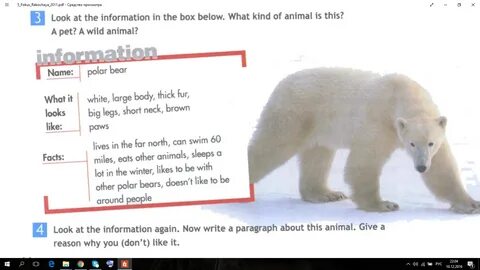 5_Fokus_Rabochaya_2011.pdf - Средство просмотра
3 Look at the information in the box below. What kind of animal is this?
A pet? A wild animal?
information
Name: polar bear
What it looks like: white, large body, thick fur,
big legs, short neck, brown
paws
Facts: lives in the far north, can swim 60
miles, eats other animals, sleeps a
lot in the winter, likes to be with
other polar bears, doesn't like to be
around people
4 Look at the information again. Now write a paragraph about this animal. Give a
reason why you (don't) like it.
РУС
22:04
10.12.2016